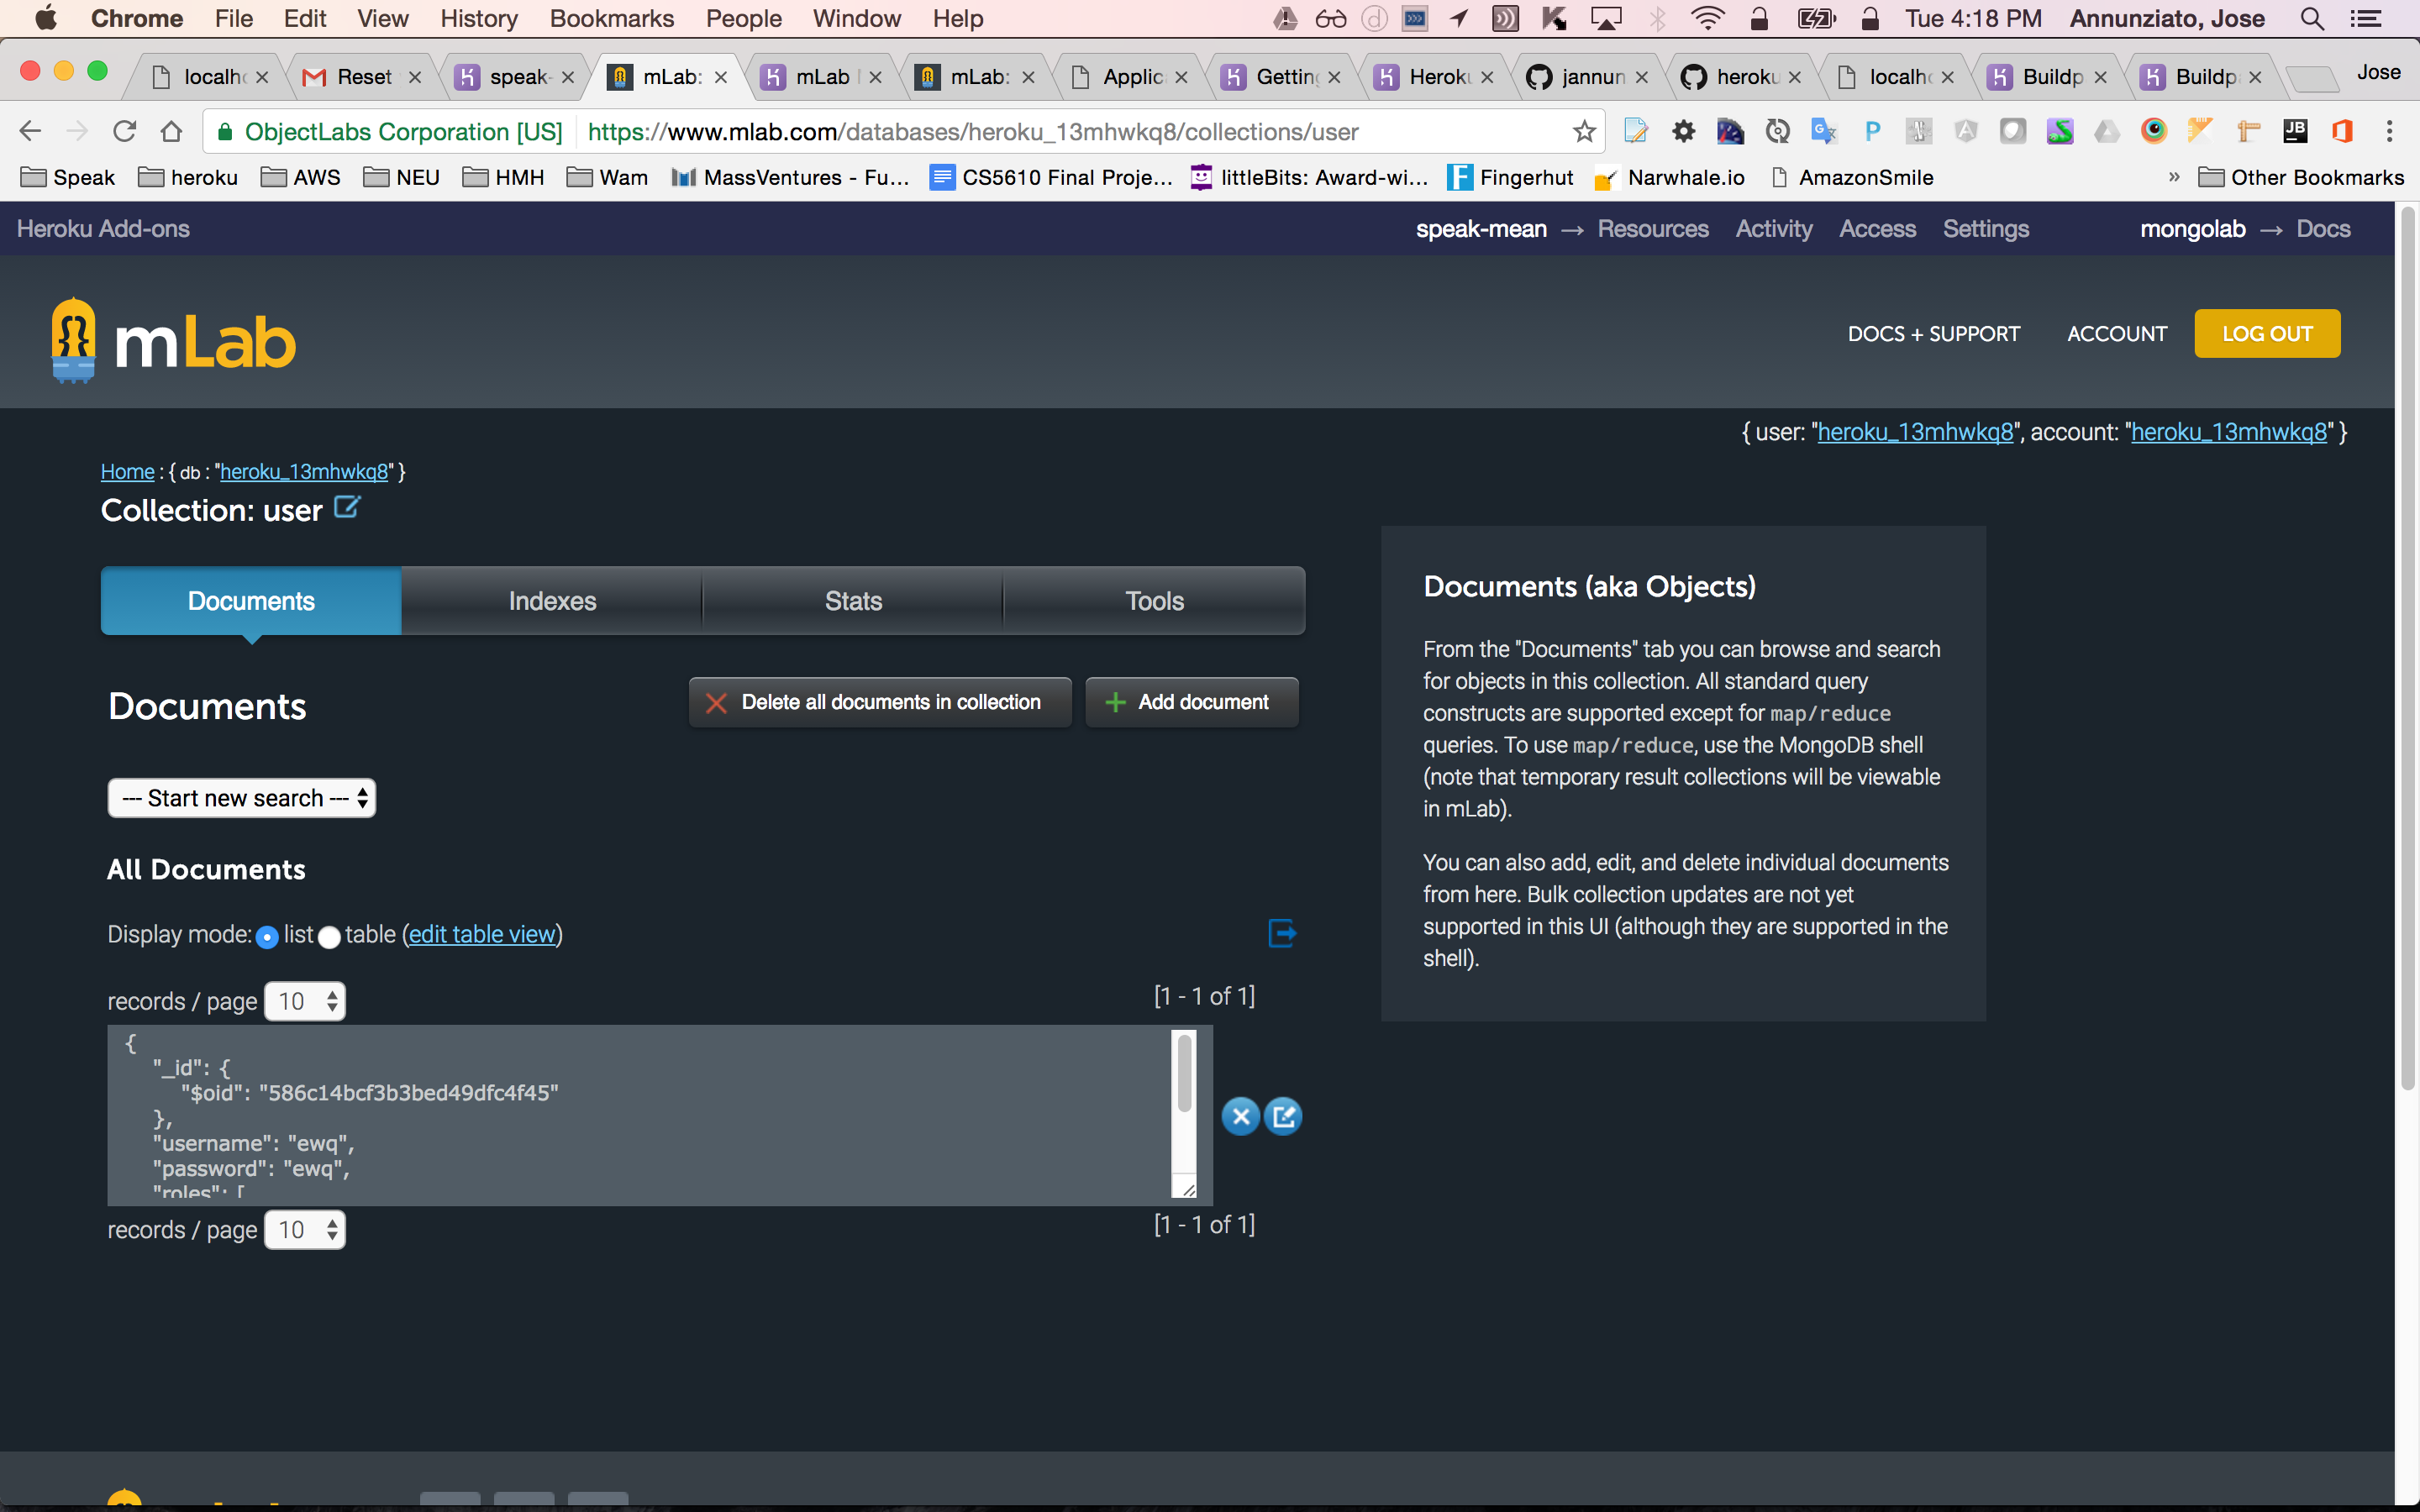 Chrome File Edit View History Bookmarks People Window Help Tue 4:18 PM Annunziato, Jose
localh Reset speak- mLab: mLab mLab: Applic Getting Heroku jannun heroku localho Buildp Buildp Jose
ObjectLabs Corporation [US] https://www.mlab.com/databases/heroku_13mhwkq8/collections/user
Speak heroku AWS NEU HMH Wam MassVentures - Fu... CS5610 Final Proje... littleBits: Award-wi... Fingerhut Narwhale.io AmazonSmile » Other Bookmarks
Heroku Add-ons speak-mean → Resources Activity Access Settings mongolab → Docs
mLab DOCS + SUPPORT ACCOUNT LOG OUT
{ user: "heroku_13mhwkq8", account: "heroku_13mhwkq8" }
Home : { db : "heroku_13mhwkq8" }
Collection: user
Documents Indexes Stats Tools
Documents
Delete all documents in collection
Add document
--- Start new search ---
All Documents
Display mode: list table (edit table view)
records / page 10 [1 - 1 of 1]
{
"_id": {
"$oid": "586c14bcf3b3bed49dfc4f45"
},
"username": "ewq",
"password": "ewq",
"roles": [
records / page 10 [1 - 1 of 1]
Documents (aka Objects)
From the "Documents" tab you can browse and search
for objects in this collection. All standard query
constructs are supported except for map/reduce
queries. To use map/reduce, use the MongoDB shell
(note that temporary result collections will be viewable
in mLab).
You can also add, edit, and delete individual documents
from here. Bulk collection updates are not yet
supported in this UI (although they are supported in the
shell).